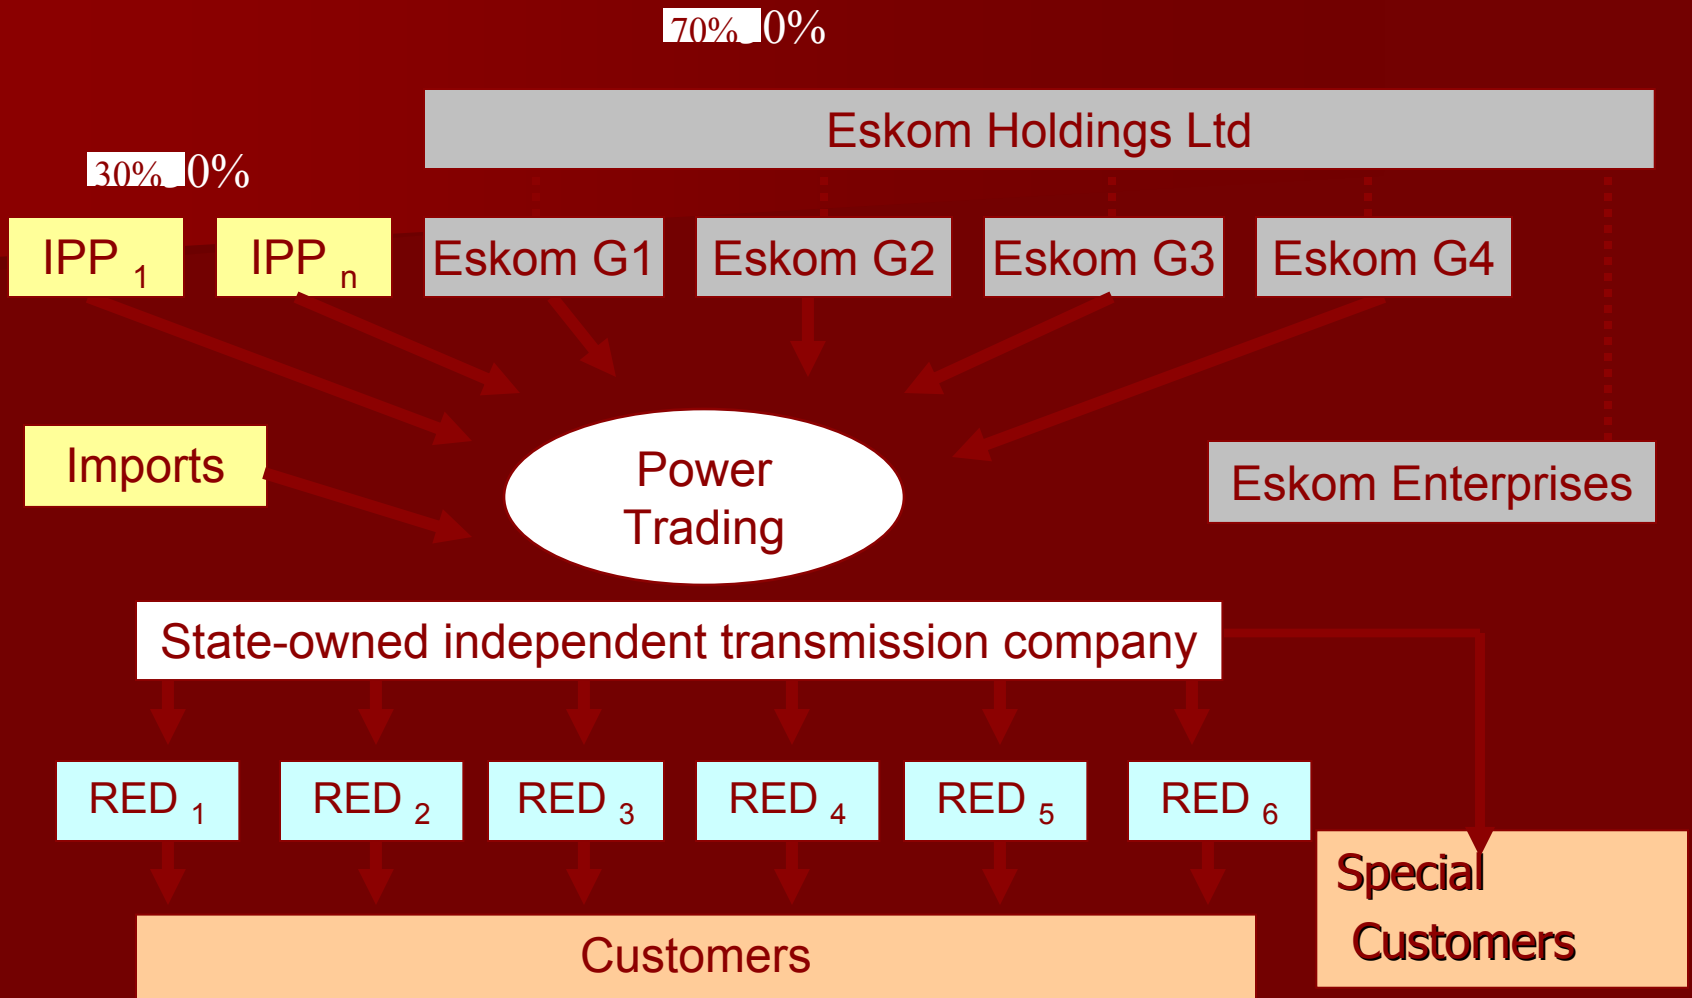 70% 0%
Eskom Holdings Ltd
30% 0%
IPP 1
IPP n
Eskom G1
Eskom G2
Eskom G3
Eskom G4
Imports
Power
Trading
Eskom Enterprises
State-owned independent transmission company
RED 1
RED 2
RED 3
RED 4
RED 5
RED 6
Special
Customers
Customers